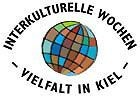 INTERKULTURELLE WOCHEN
– VIELFALT IN KIEL –